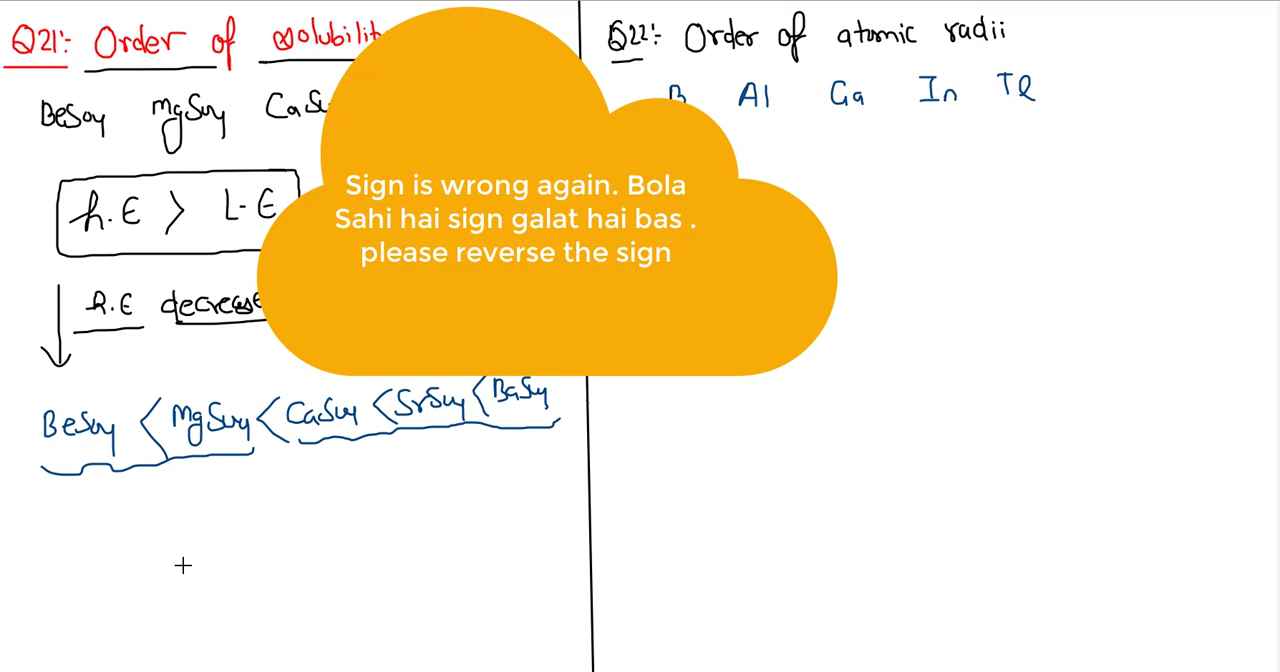 Q21:- Order of solubilit
BeSO4 MgSO4 CaSO
h.E > L.E
h.E decrease
BeSO4 < MgSO4 < CaSO4 < SrSO4 < BaSO4
Sign is wrong again. Bola
Sahi hai sign galat hai bas .
please reverse the sign
Q22:- Order of atomic radii
B Al Ga In Tl